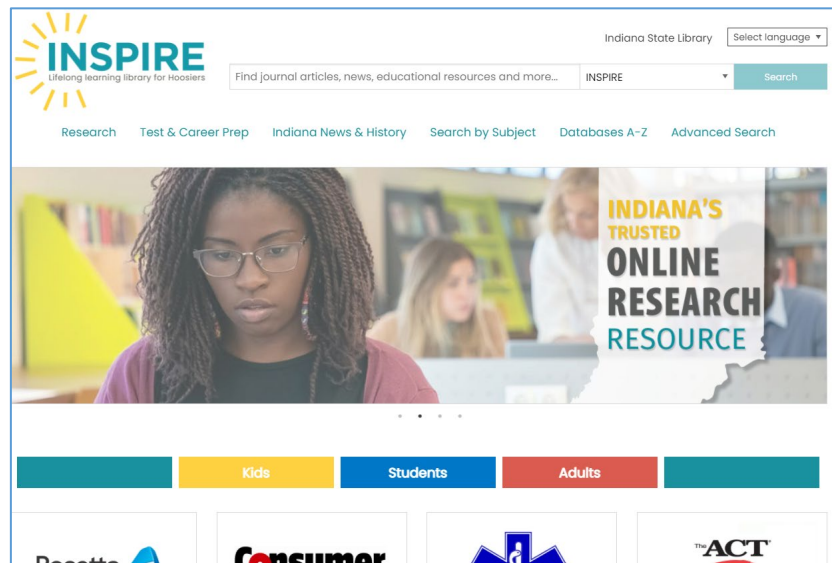 INSPIRE
Lifelong learning library for Hoosiers
Indiana State Library
Select language
Find journal articles, news, educational resources and more...
INSPIRE
Search
Research Test & Career Prep Indiana News & History Search by Subject Databases A-Z Advanced Search
INDIANA'S
TRUSTED
ONLINE
RESEARCH
RESOURCE
Kids Students Adults
Rosetta
Consumer
The ACT